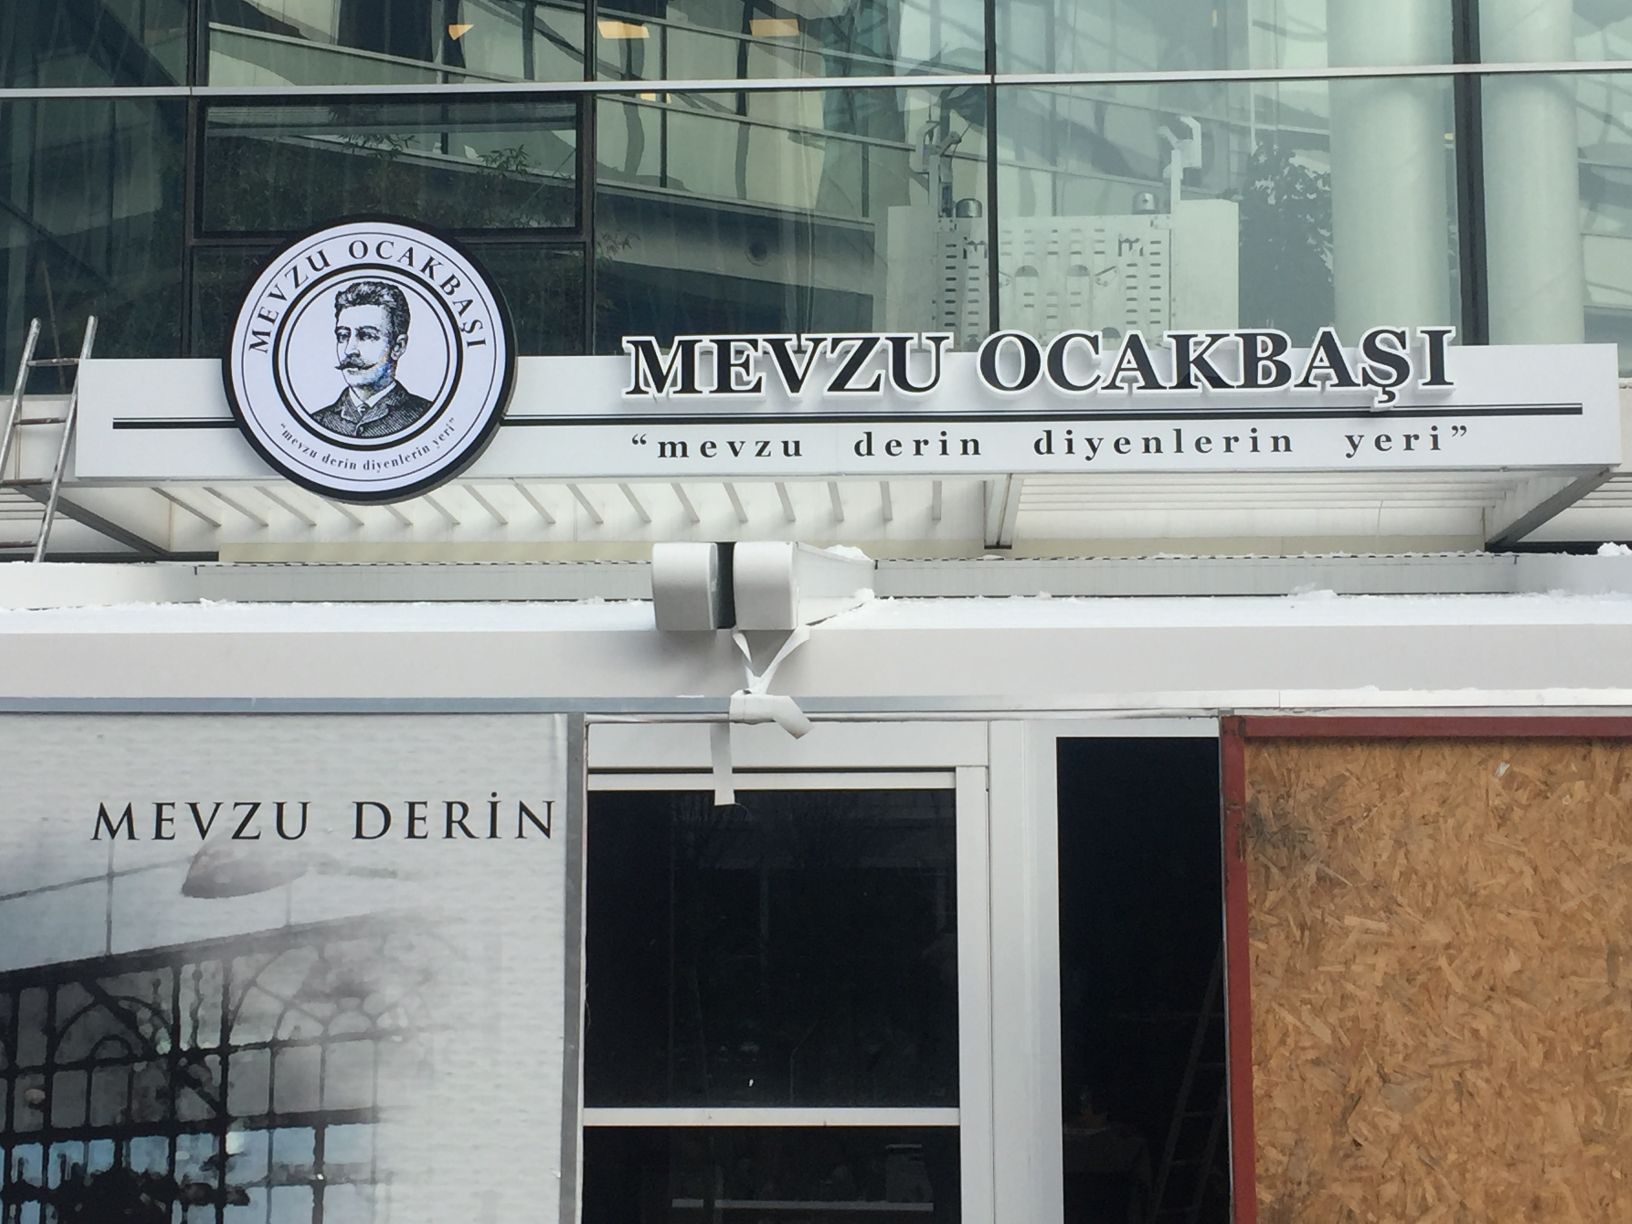 MEVZU OCAKBAŞI
"mevzu derin diyenlerin yeri"
MEVZU OCAKBAŞI
"mevzu derin diyenlerin yeri"
MEVZU DERİN